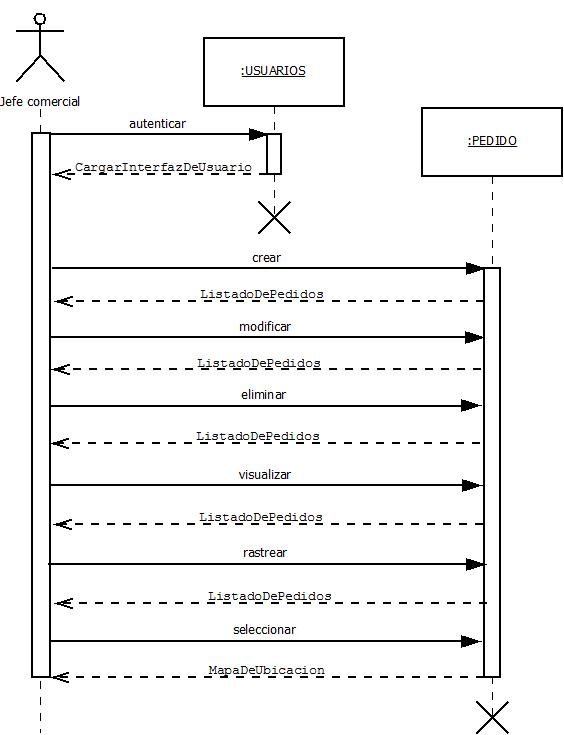 :USUARIOS
Jefe comercial
autenticar
:PEDIDO
CargarInterfazDeUsuario
crear
ListadoDePedidos
modificar
ListadoDePedidos
eliminar
ListadoDePedidos
visualizar
ListadoDePedidos
rastrear
ListadoDePedidos
seleccionar
MapaDeUbicacion